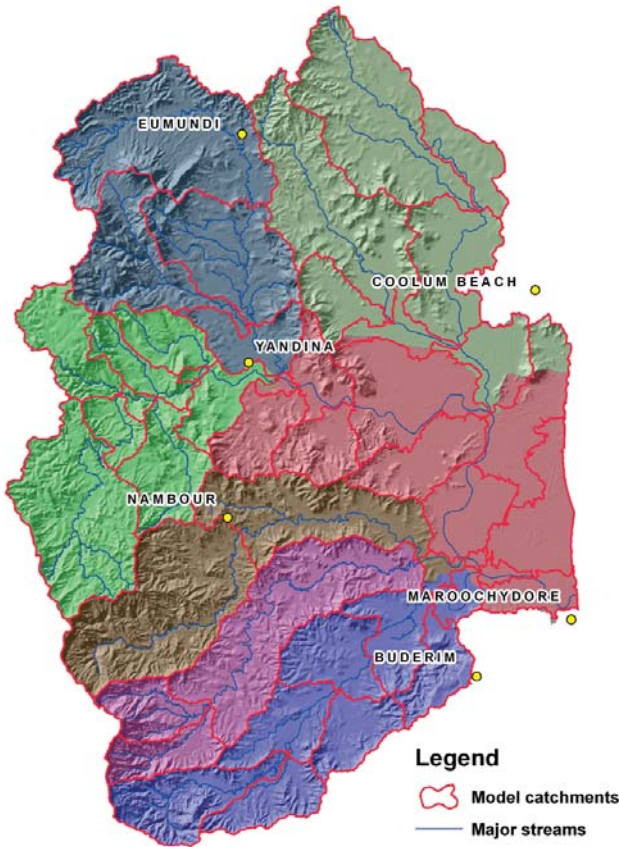 EUMUNDI
COOLUM BEACH
YANDINA
NAMBOUR
MAROOCHYDORE
BUDERIM
Legend
Model catchments
Major streams